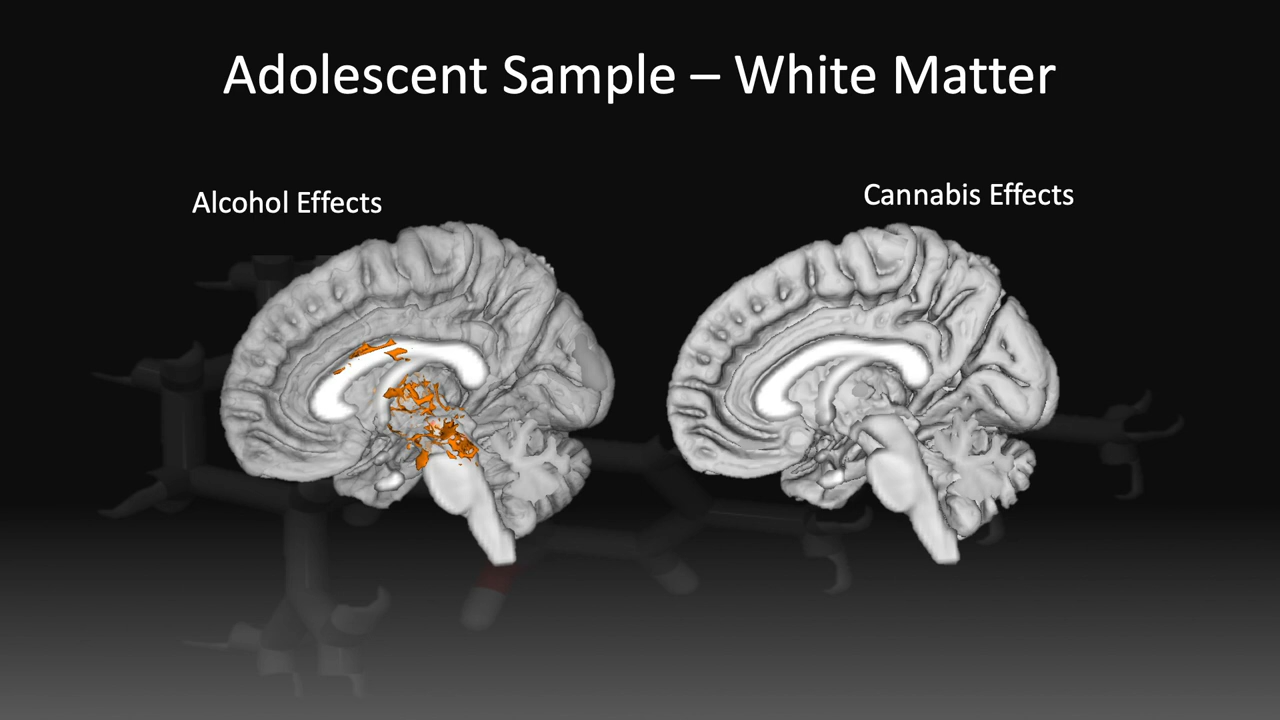 Adolescent Sample – White Matter
Alcohol Effects
Cannabis Effects